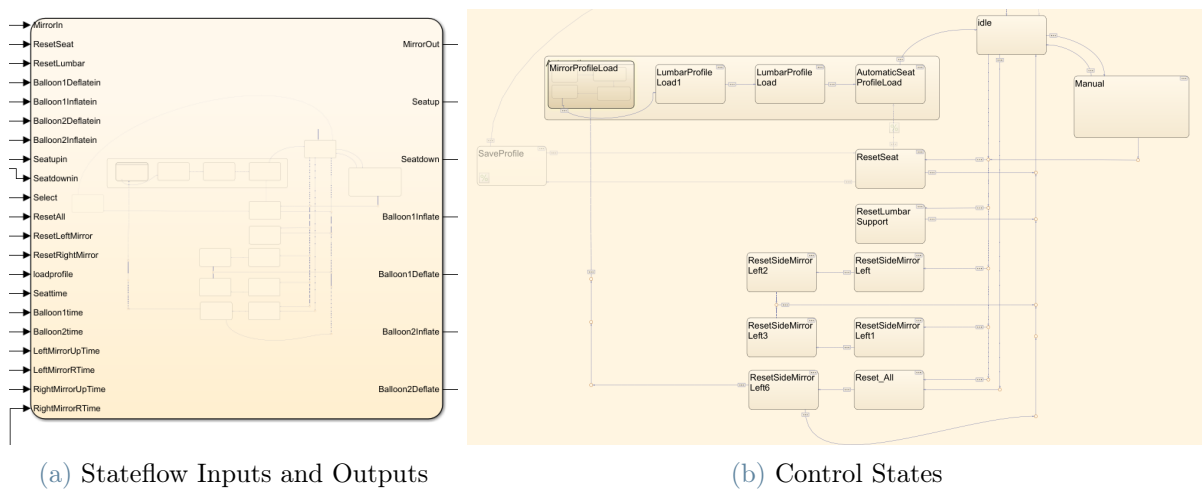 MirrorIn
ResetSeat
ResetLumbar
Balloon1Deflatein
Balloon1Inflatein
Balloon2Deflatein
Balloon2Inflatein
Seatupin
Seatdownin
Select
ResetAll
ResetLeftMirror
ResetRightMirror
loadprofile
Seattime
Balloon1time
Balloon2time
LeftMirrorUpTime
LeftMirrorRTime
RightMirrorUpTime
RightMirrorRTime
MirrorOut
Seatup
Seatdown
Balloon1Inflate
Balloon1Deflate
Balloon2Inflate
Balloon2Deflate
(a) Stateflow Inputs and Outputs
idle
MirrorProfileLoad
LumbarProfile
Load1
LumbarProfile
Load
AutomaticSeat
ProfileLoad
Manual
SaveProfile
ResetSeat
ResetLumbar
Support
ResetSideMirror
Left2
ResetSideMirror
Left
ResetSideMirror
Left3
ResetSideMirror
Left1
ResetSideMirror
Left6
Reset_All
(b) Control States